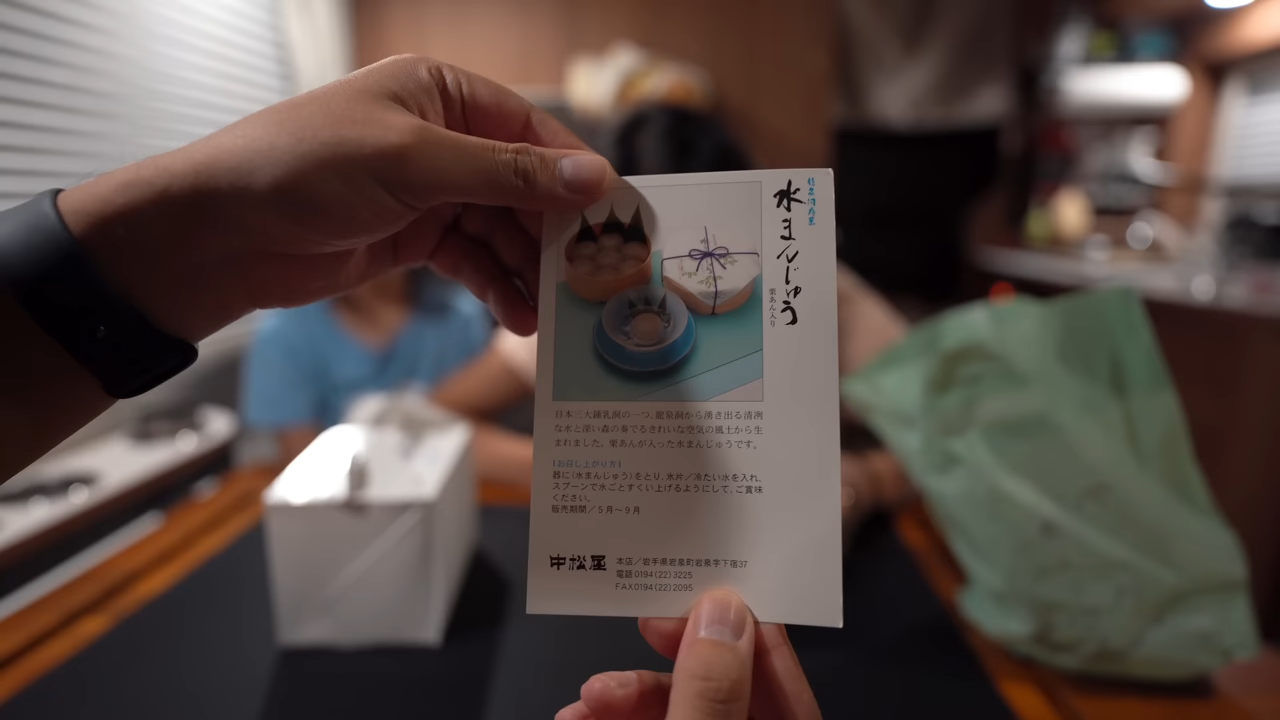 水まんじゅう
栗あん入り
日本三大鍾乳洞の一つ、龍泉洞から湧き出る清冽
な水と深い森の奏でるきれいな空気の風土から生
まれました、栗あんが入った水まんじゅうです。
【お召し上がり方】
器に〈水まんじゅう〉をとり、氷片／冷たい水を入れ、
スプーンで水ごとすくい上げるようにして、ご賞味
ください。
販売期間／5月〜9月
中松屋
本店／岩手県岩泉町岩泉字下宿37
電話0194(22)3225
FAX0194(22)2095